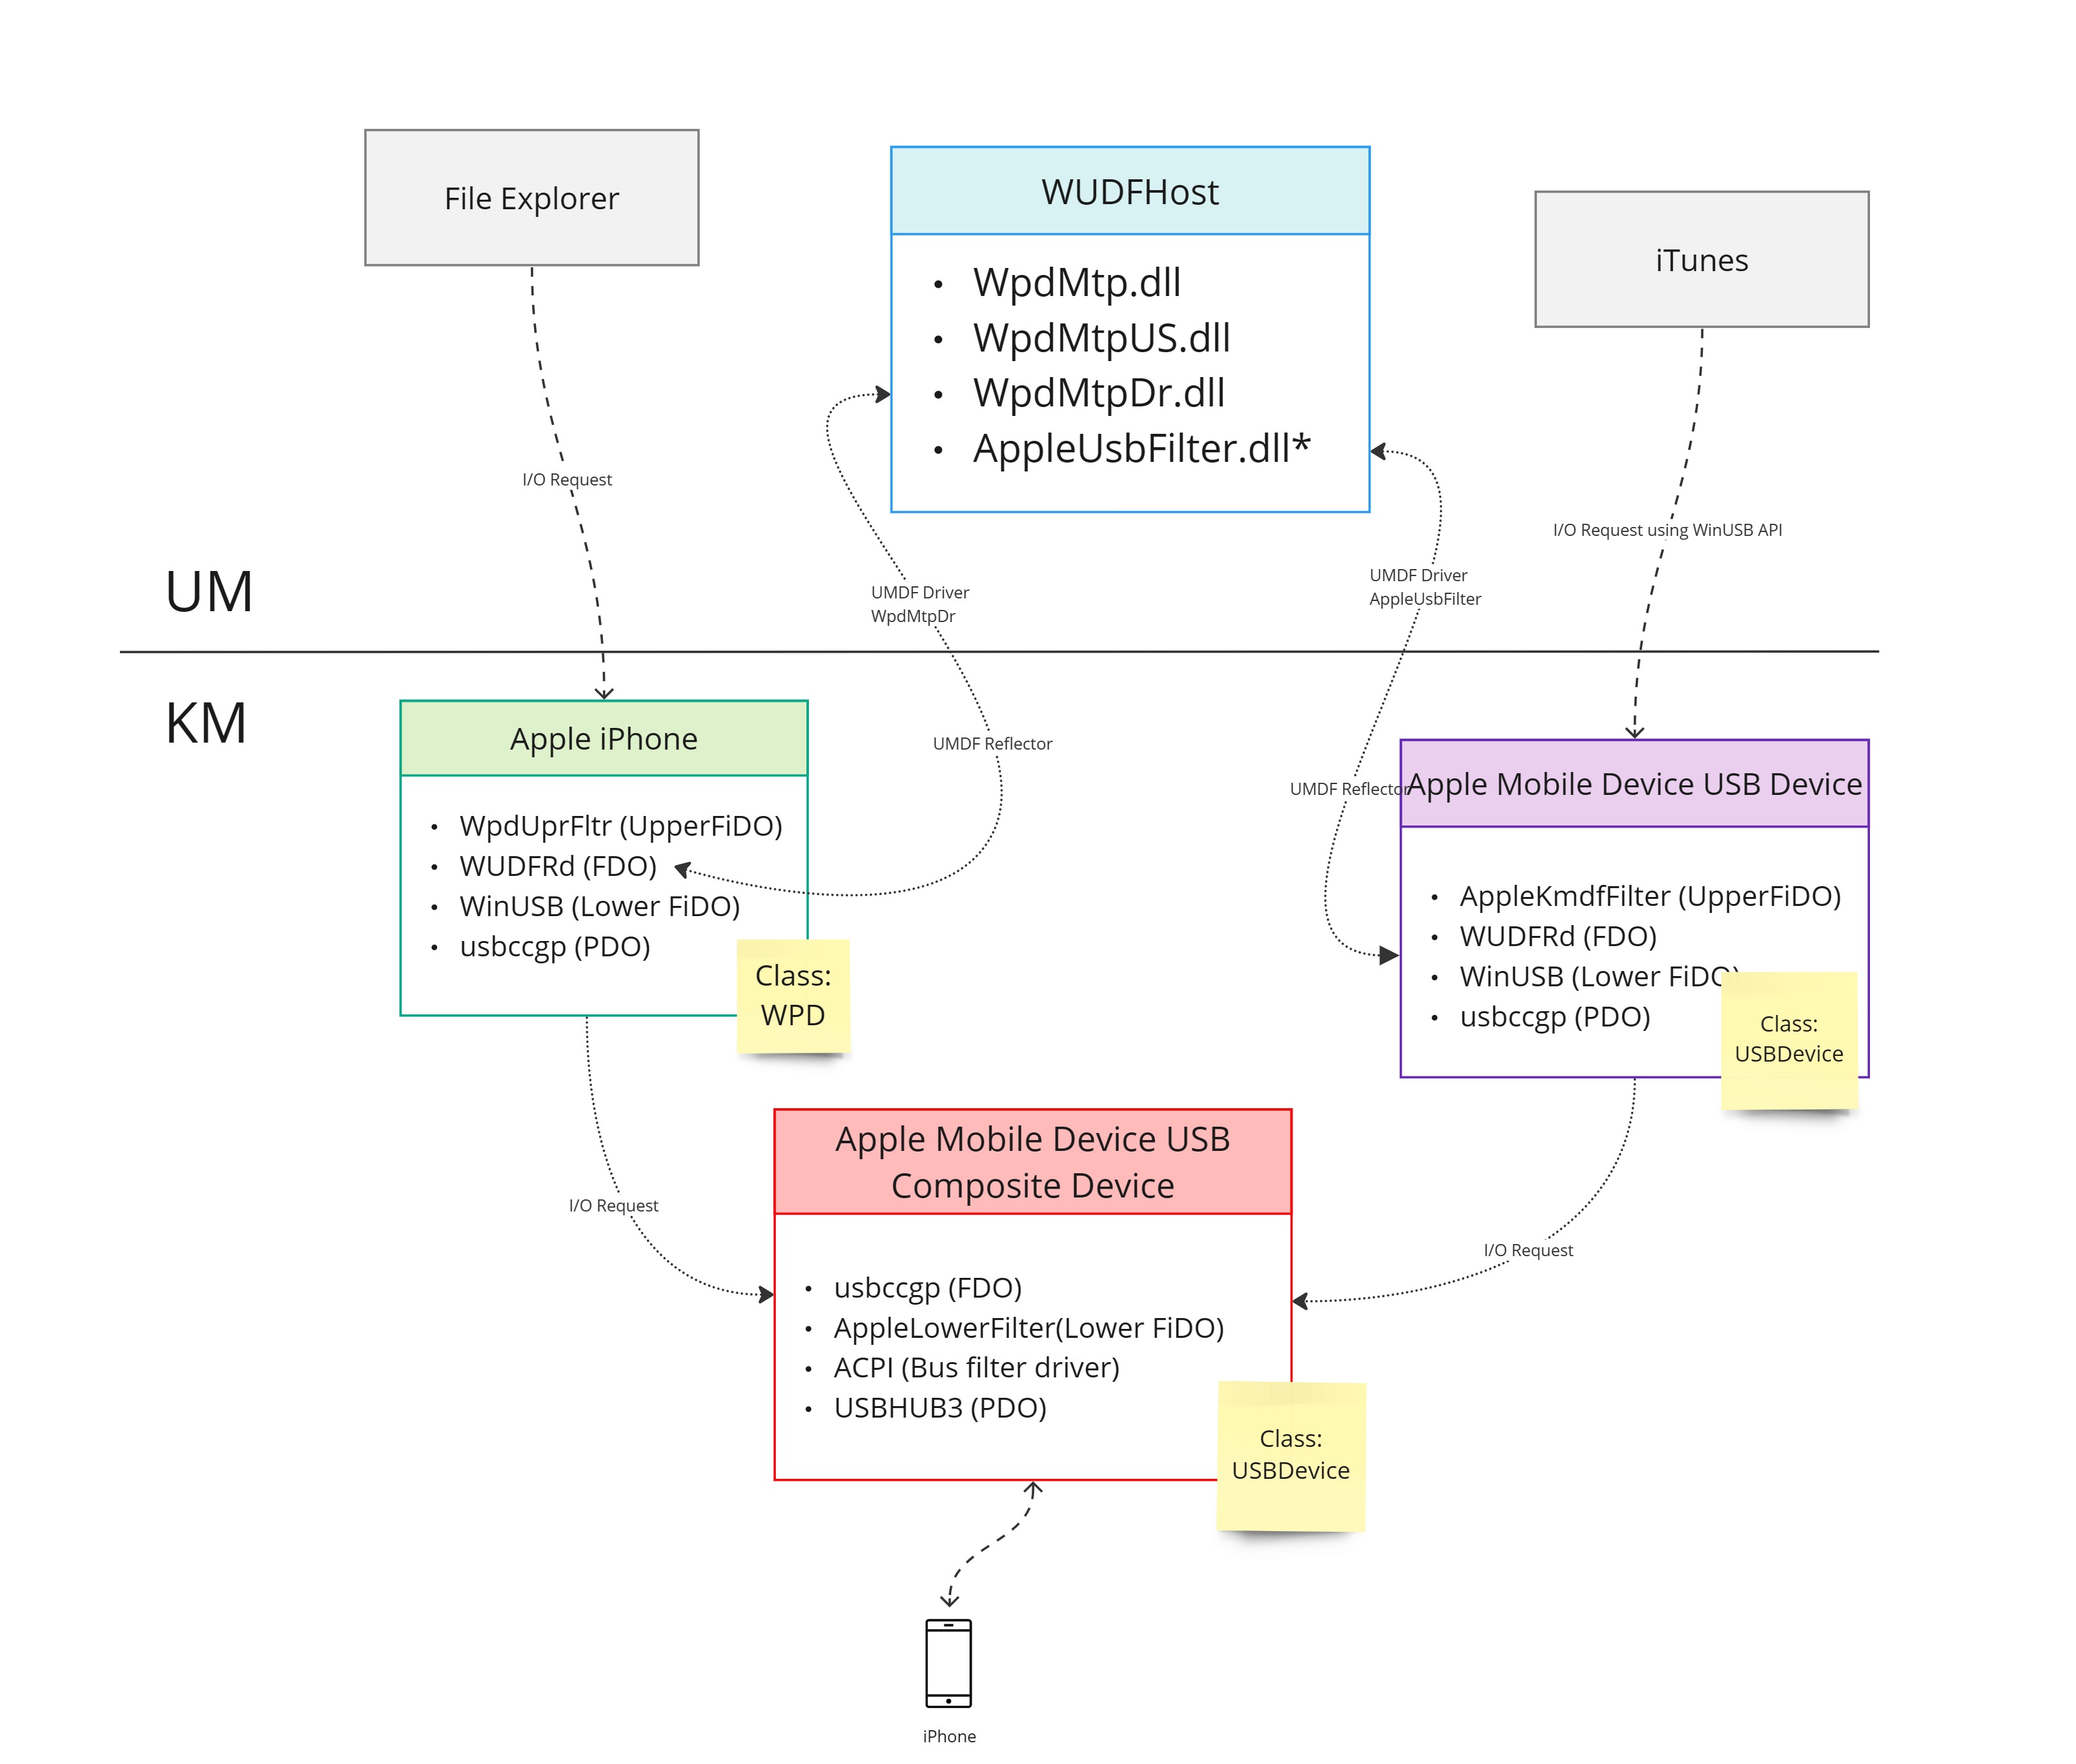 File Explorer
WUDFHost
• WpdMtp.dll
• WpdMtpUS.dll
• WpdMtpDr.dll
• AppleUsbFilter.dll*
iTunes
I/O Request
I/O Request using WinUSB API
UMDF Driver
WpdMtpDr
UMDF Driver
AppleUsbFilter
UM
KM
UMDF Reflector
UMDF Reflector
Apple iPhone
• WpdUprFltr (UpperFiDO)
• WUDFRd (FDO)
• WinUSB (Lower FiDO)
• usbccgp (PDO)
Class:
WPD
Apple Mobile Device USB Device
• AppleKmdfFilter (UpperFiDO)
• WUDFRd (FDO)
• WinUSB (Lower FiDO)
• usbccgp (PDO)
Class:
USBDevice
I/O Request
I/O Request
Apple Mobile Device USB
Composite Device
• usbccgp (FDO)
• AppleLowerFilter(Lower FiDO)
• ACPI (Bus filter driver)
• USBHUB3 (PDO)
Class:
USBDevice
iPhone